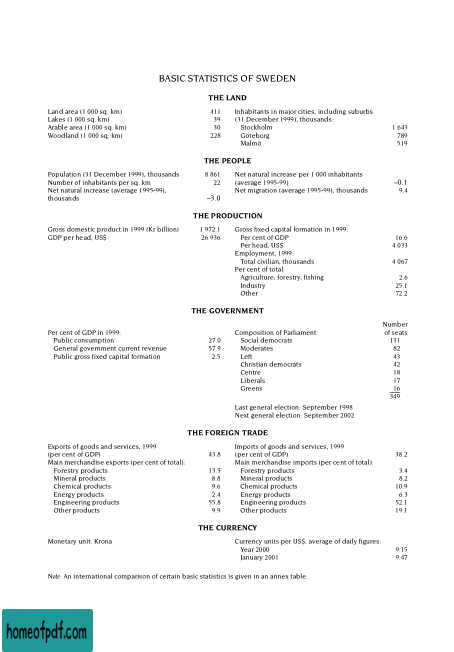 BASIC STATISTICS OF SWEDEN
THE LAND
Land area (1 000 sq. km) 411
Lakes (1 000 sq. km) 39
Arable area (1 000 sq. km) 30
Woodland (1 000 sq. km) 228
Inhabitants in major cities, including suburbs
(31 December 1999), thousands:
Stockholm 1 643
Göteborg 789
Malmö 519
THE PEOPLE
Population (31 December 1999), thousands 8 861
Number of inhabitants per sq. km 22
Net natural increase (average 1995-99),
thousands –3.0
Net natural increase per 1 000 inhabitants
(average 1995-99) –0.1
Net migration (average 1995-99), thousands 9.4
THE PRODUCTION
Gross domestic product in 1999 (Kr billion) 1 972.1
GDP per head, US$ 26 936
Gross fixed capital formation in 1999:
Per cent of GDP 16.6
Per head, US$ 4 033
Employment, 1999:
Total civilian, thousands 4 067
Per cent of total:
Agriculture, forestry, fishing 2.6
Industry 25.1
Other 72.2
THE GOVERNMENT
Per cent of GDP in 1999:
Public consumption 27.0
General government current revenue 57.9
Public gross fixed capital formation 2.5
Number
Composition of Parliament: of seats
Social democrats 131
Moderates 82
Left 43
Christian democrats 42
Centre 18
Liberals 17
Greens 16
349
Last general election: September 1998
Next general election: September 2002
THE FOREIGN TRADE
Exports of goods and services, 1999
(per cent of GDP) 43.8
Main merchandise exports (per cent of total):
Forestry products 13.5
Mineral products 8.8
Chemical products 9.6
Energy products 2.4
Engineering products 55.8
Other products 9.9
Imports of goods and services, 1999
(per cent of GDP) 38.2
Main merchandise imports (per cent of total):
Forestry products 3.4
Mineral products 8.2
Chemical products 10.9
Energy products 6.3
Engineering products 52.1
Other products 19.1
THE CURRENCY
Monetary unit: Krona
Currency units per US$, average of daily figures:
Year 2000 9.15
January 2001 9.47
Note: An international comparison of certain basic statistics is given in an annex table.
homeofpdf.com